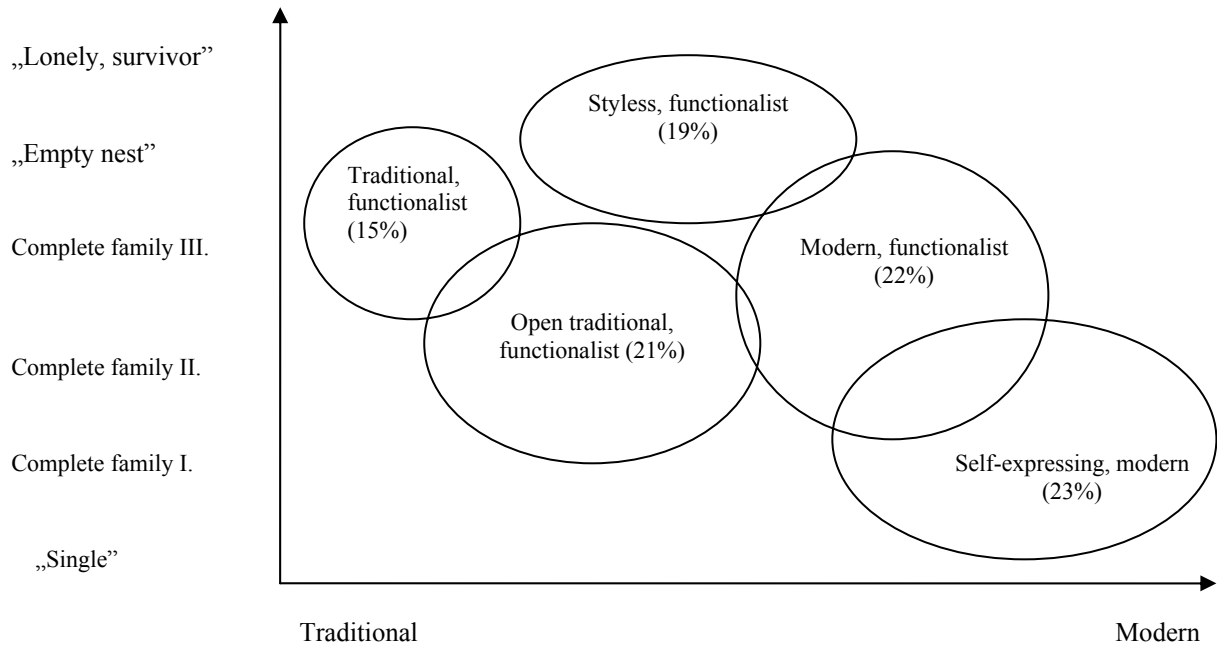 „Lonely, survivor”
Styless, functionalist
(19%)
„Empty nest”
Traditional,
functionalist
(15%)
Complete family III.
Modern, functionalist
(22%)
Open traditional,
functionalist (21%)
Complete family II.
Complete family I.
Self-expressing, modern
(23%)
„Single”
Traditional
Modern